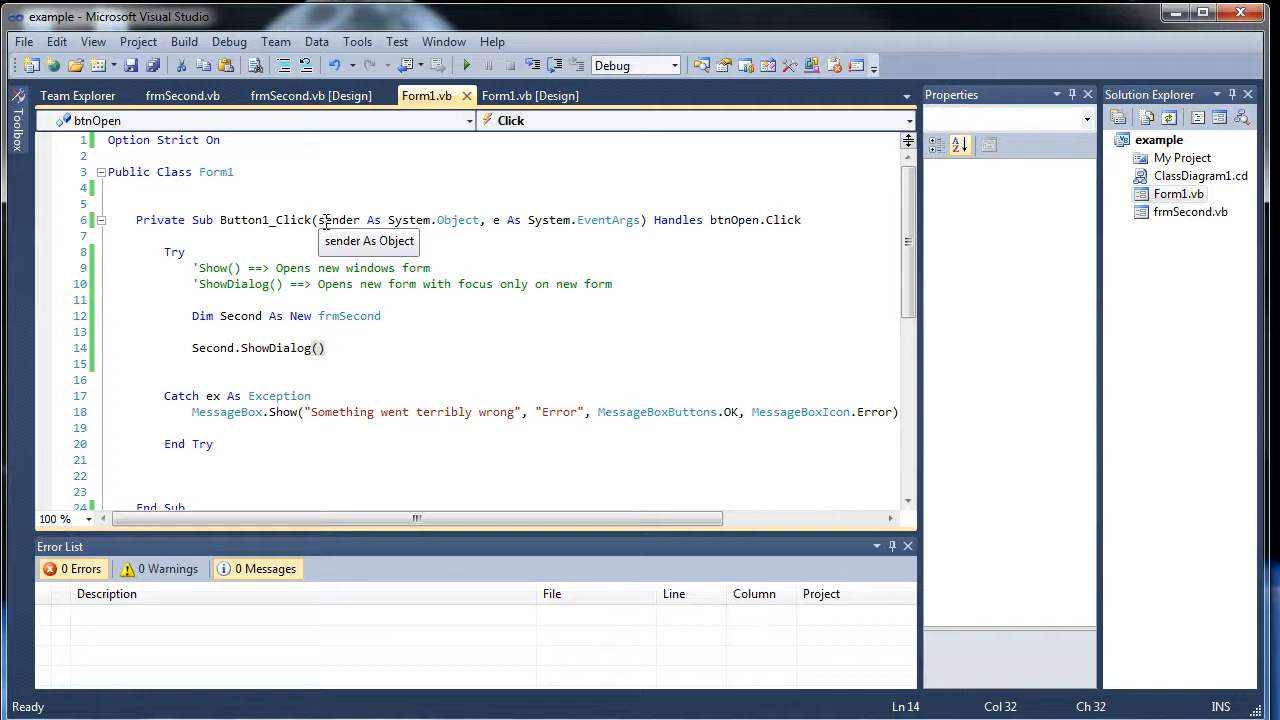 example - Microsoft Visual Studio
File Edit View Project Build Debug Team Data Tools Test Window Help
Debug
Team Explorer frmSecond.vb frmSecond.vb [Design] Form1.vb Form1.vb [Design]
btnOpen Click
1 Option Strict On
2
3 Public Class Form1
4
5
6 Private Sub Button1_Click(sender As System.Object, e As System.EventArgs) Handles btnOpen.Click
7
sender As Object
8 Try
9 'Show() ==> Opens new windows form
10 'ShowDialog() ==> Opens new form with focus only on new form
11
12 Dim Second As New frmSecond
13
14 Second.ShowDialog()
15
16
17 Catch ex As Exception
18 MessageBox.Show("Something went terribly wrong", "Error", MessageBoxButtons.OK, MessageBoxIcon.Error)
19
20 End Try
21
22
23
24 End Sub
100 %
Error List
0 Errors 0 Warnings 0 Messages
Description File Line Column Project
Properties
Solution Explorer
example
My Project
ClassDiagram1.cd
Form1.vb
frmSecond.vb
Toolbox
Ready Ln 14 Col 32 Ch 32 INS